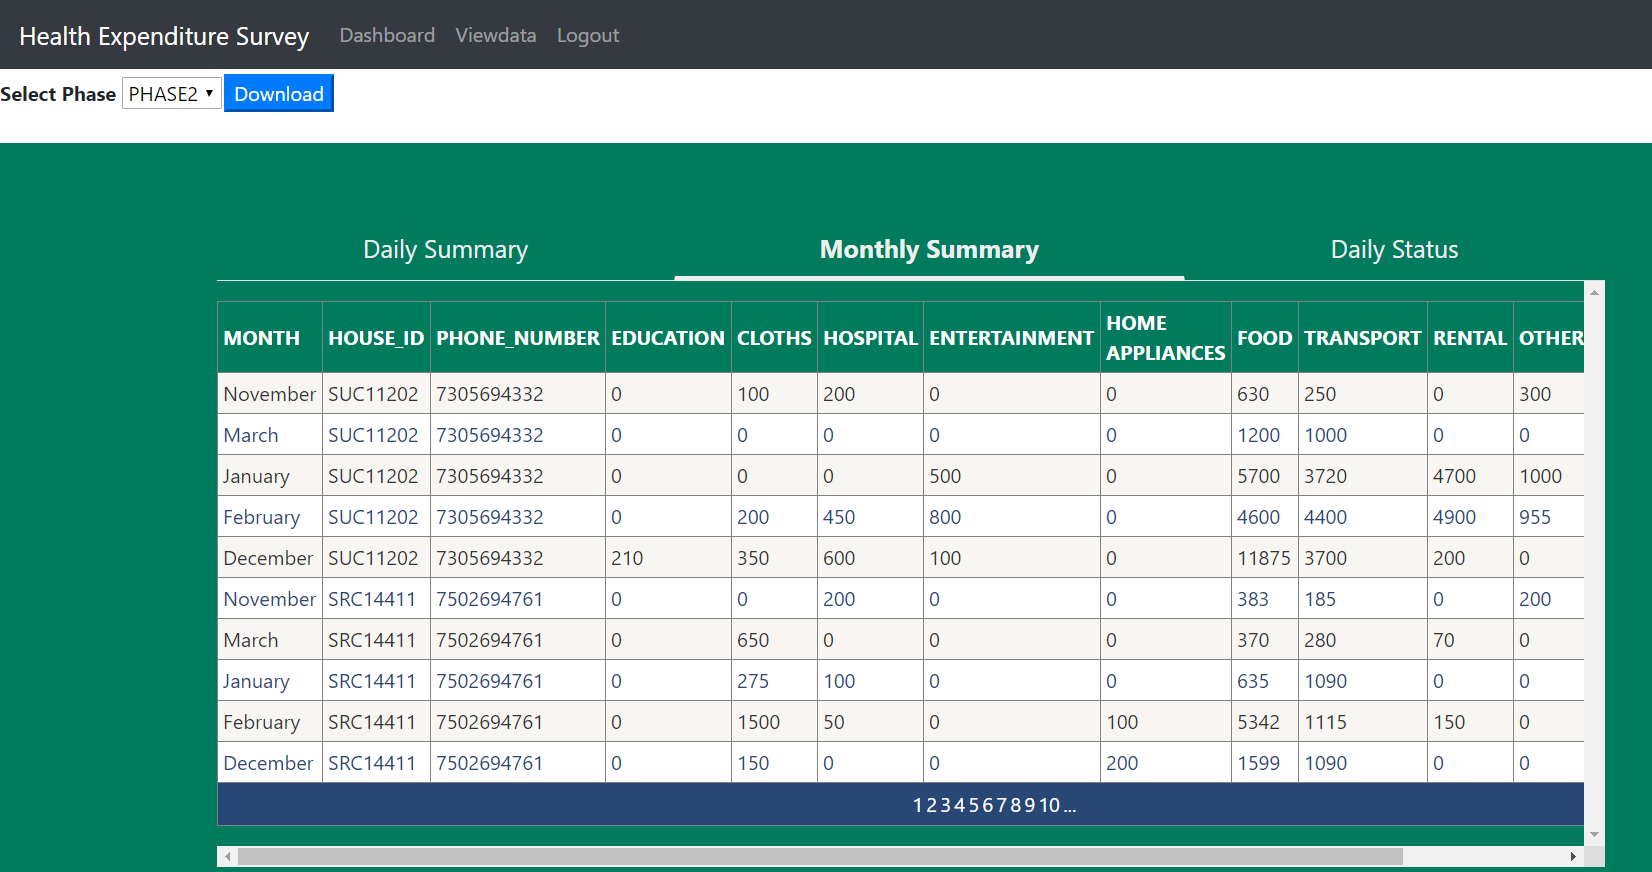 Health Expenditure Survey Dashboard Viewdata Logout
Select Phase PHASE2 Download
Daily Summary Monthly Summary Daily Status
MONTH HOUSE_ID PHONE_NUMBER EDUCATION CLOTHS HOSPITAL ENTERTAINMENT HOME APPLIANCES FOOD TRANSPORT RENTAL OTHER
November SUC11202 7305694332 0 100 200 0 0 630 250 0 300
March SUC11202 7305694332 0 0 0 0 0 1200 1000 0 0
January SUC11202 7305694332 0 0 0 500 0 5700 3720 4700 1000
February SUC11202 7305694332 0 200 450 800 0 4600 4400 4900 955
December SUC11202 7305694332 210 350 600 100 0 11875 3700 200 0
November SRC14411 7502694761 0 0 200 0 0 383 185 0 200
March SRC14411 7502694761 0 650 0 0 0 370 280 70 0
January SRC14411 7502694761 0 275 100 0 0 635 1090 0 0
February SRC14411 7502694761 0 1500 50 0 100 5342 1115 150 0
December SRC14411 7502694761 0 150 0 0 200 1599 1090 0 0
1 2 3 4 5 6 7 8 9 10 ...